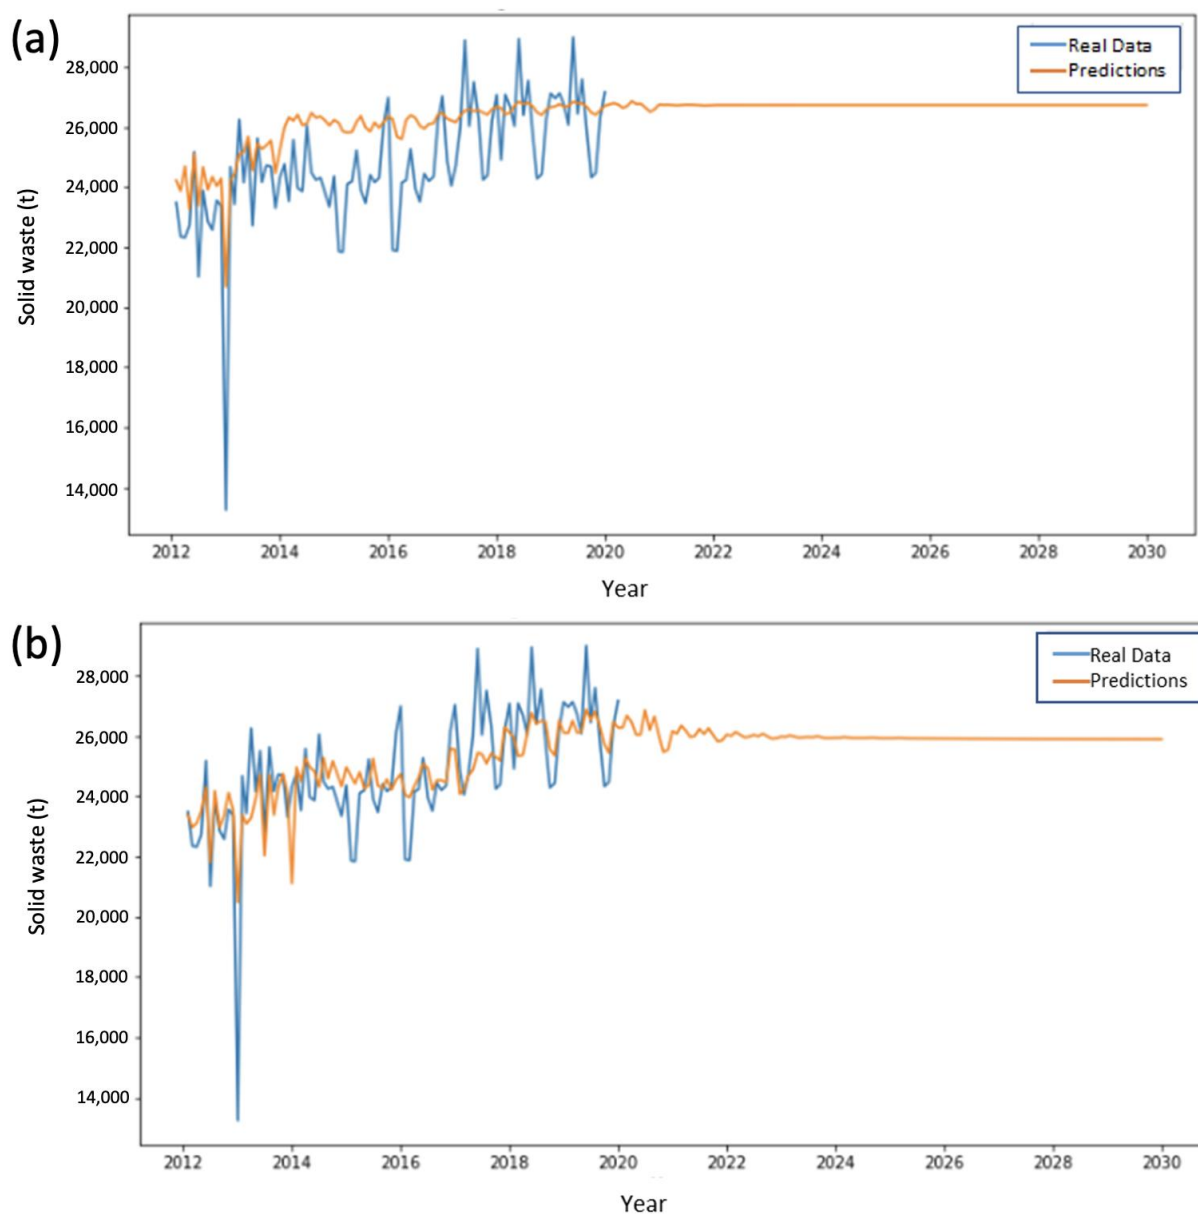 (a)
Real Data
Predictions
28,000
26,000
24,000
22,000
20,000
18,000
16,000
14,000
Solid waste (t)
2012 2014 2016 2018 2020 2022 2024 2026 2028 2030
Year
(b)
Real Data
Predictions
28,000
26,000
24,000
22,000
20,000
18,000
16,000
14,000
Solid waste (t)
2012 2014 2016 2018 2020 2022 2024 2026 2028 2030
Year